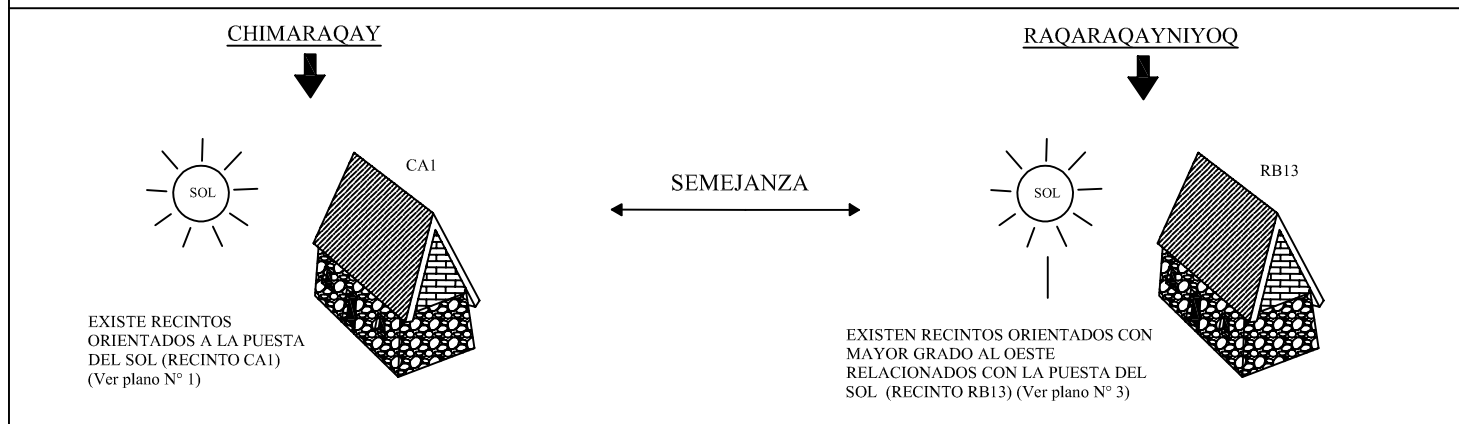 CHIMARAQAY
SOL
CA1
EXISTE RECINTOS
ORIENTADOS A LA PUESTA
DEL SOL (RECINTO CA1)
(Ver plano N° 1)
SEMEJANZA
RAQARAQAYNIYOQ
SOL
RB13
EXISTEN RECINTOS ORIENTADOS CON
MAYOR GRADO AL OESTE
RELACIONADOS CON LA PUESTA DEL
SOL (RECINTO RB13) (Ver plano N° 3)